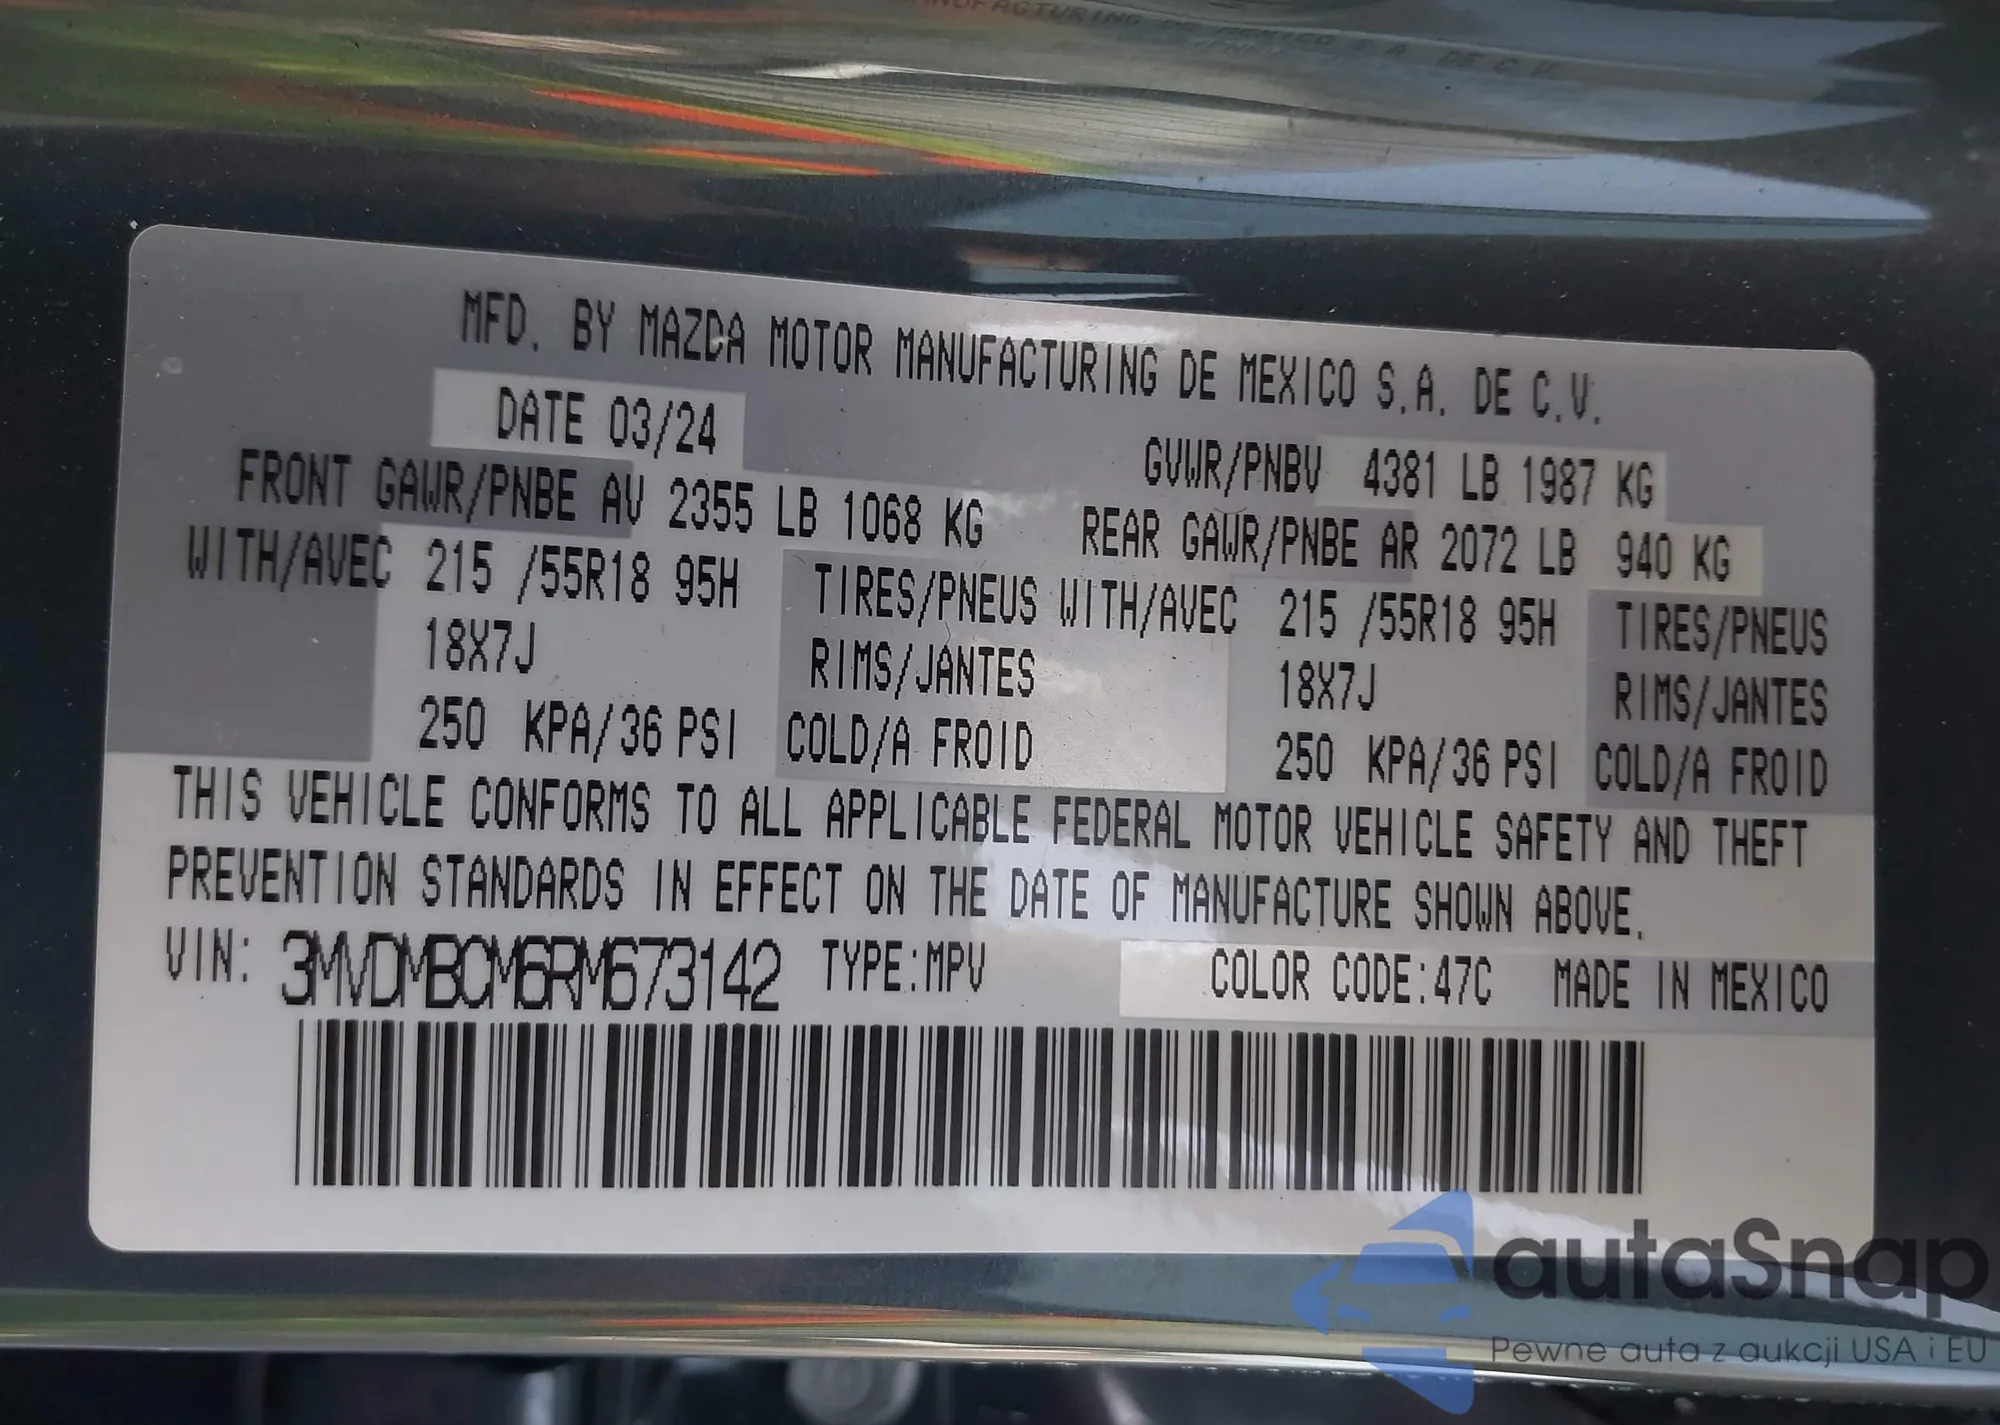 MFD. BY MAZDA MOTOR MANUFACTURING DE MEXICO S.A. DE C.V.
DATE 03/24 GVWR/PNBV 4381 LB 1987 KG
FRONT GAWR/PNBE AV 2355 LB 1068 KG REAR GAWR/PNBE AR 2072 LB 940 KG
WITH/AVEC 215 /55R18 95H TIRES/PNEUS WITH/AVEC 215 /55R18 95H TIRES/PNEUS
18X7J RIMS/JANTES 18X7J RIMS/JANTES
250 KPA/36 PSI COLD/A FROID 250 KPA/36 PSI COLD/A FROID
THIS VEHICLE CONFORMS TO ALL APPLICABLE FEDERAL MOTOR VEHICLE SAFETY AND THEFT
PREVENTION STANDARDS IN EFFECT ON THE DATE OF MANUFACTURE SHOWN ABOVE.
VIN: 3MVDMBCM6RM673142 TYPE:MPV COLOR CODE:47C MADE IN MEXICO
autaSnap
Pewne auta z aukcji USA i EU